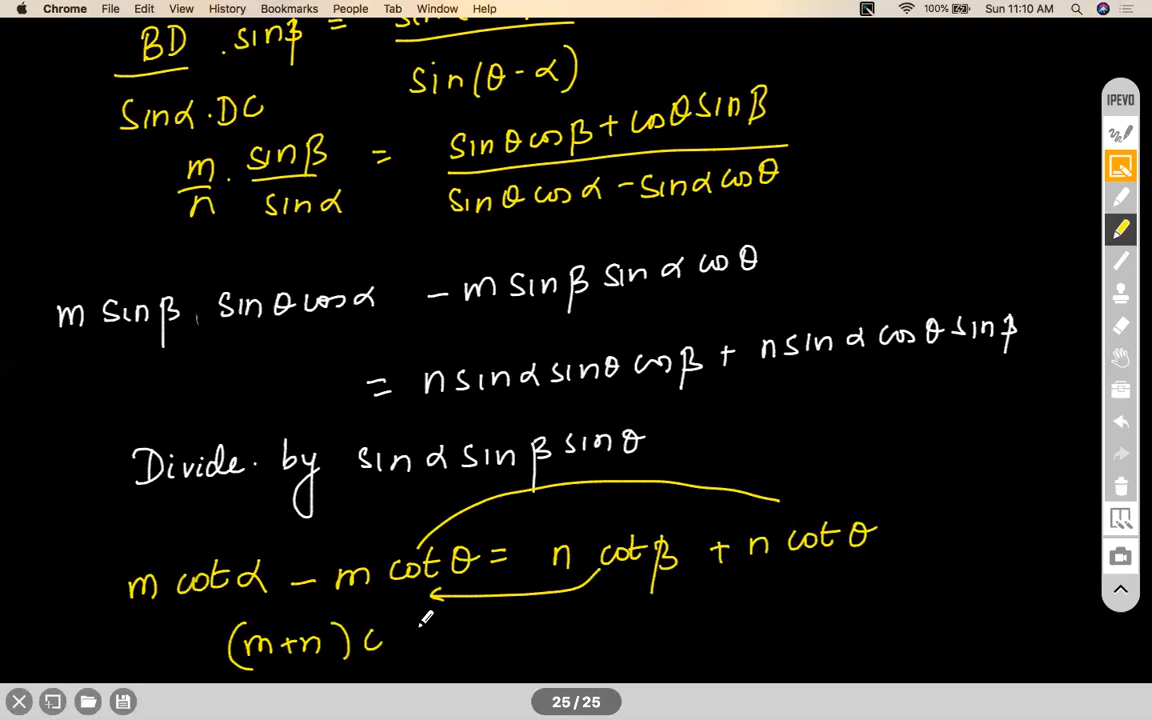 Chrome File Edit View History Bookmarks People Tab Window Help 100% Sun 11:10 AM
BD . sinβ =
sinα . DC sin(θ - α)
IPEVO
m/n . sinβ/sinα = sinθ cosβ + cosθ sinβ / sinθ cosα - sinα cosθ
m sinβ . sinθ cosα - m sinβ sinα coθ
= n sinα sinθ cosβ + n sinα cosθ sinβ
Divide. by sinα sinβ sinθ
m cotα - m cotθ = n cotβ + n cotθ
(m+n) c
25/25